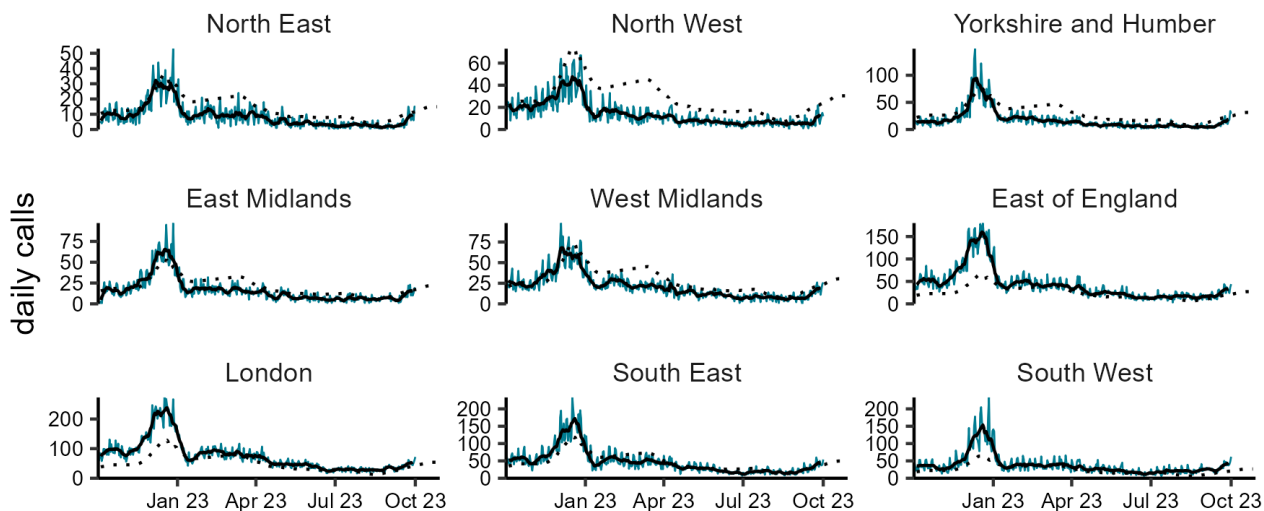 North East
North West
Yorkshire and Humber
50
40
30
20
10
0
60
40
20
0
100
50
0
East Midlands
West Midlands
East of England
daily calls
75
50
25
0
75
50
25
0
150
100
50
0
London
South East
South West
200
100
0
200
150
100
50
0
200
150
100
50
0
Jan 23 Apr 23 Jul 23 Oct 23
Jan 23 Apr 23 Jul 23 Oct 23
Jan 23 Apr 23 Jul 23 Oct 23